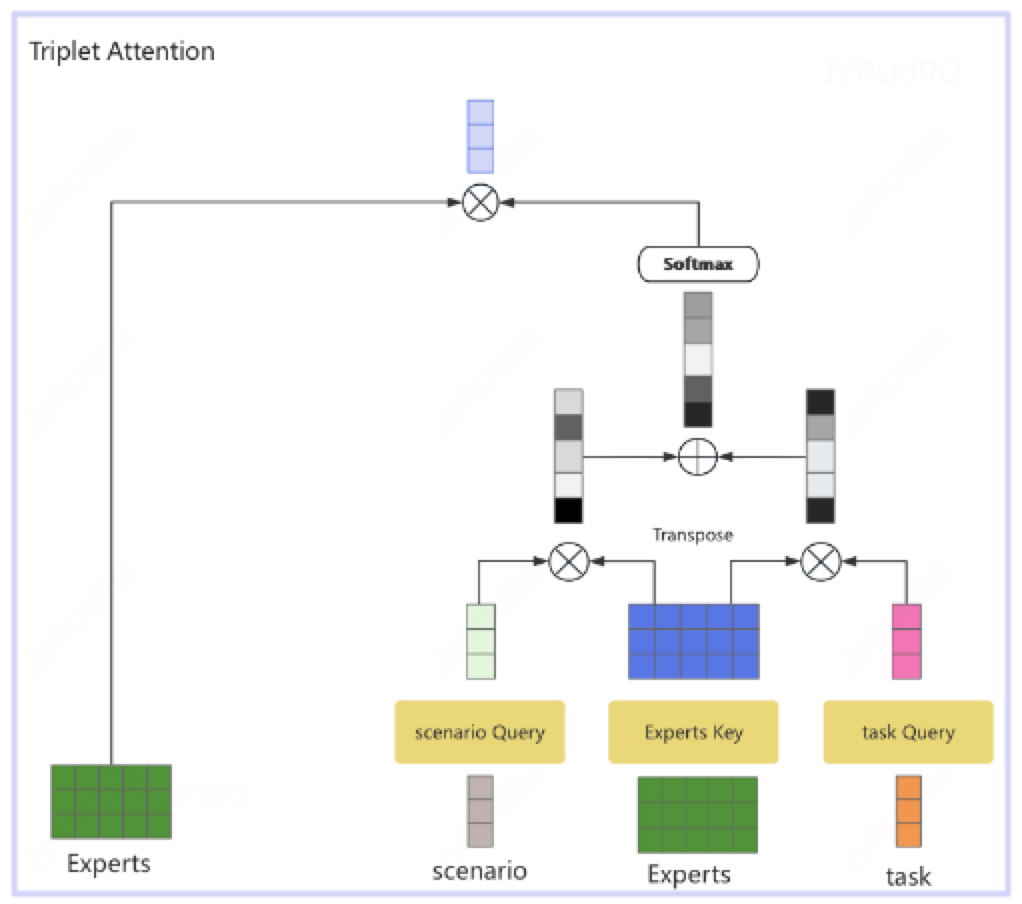 Triplet Attention
Softmax
Transpose
scenario Query
Experts Key
task Query
Experts
scenario
Experts
task